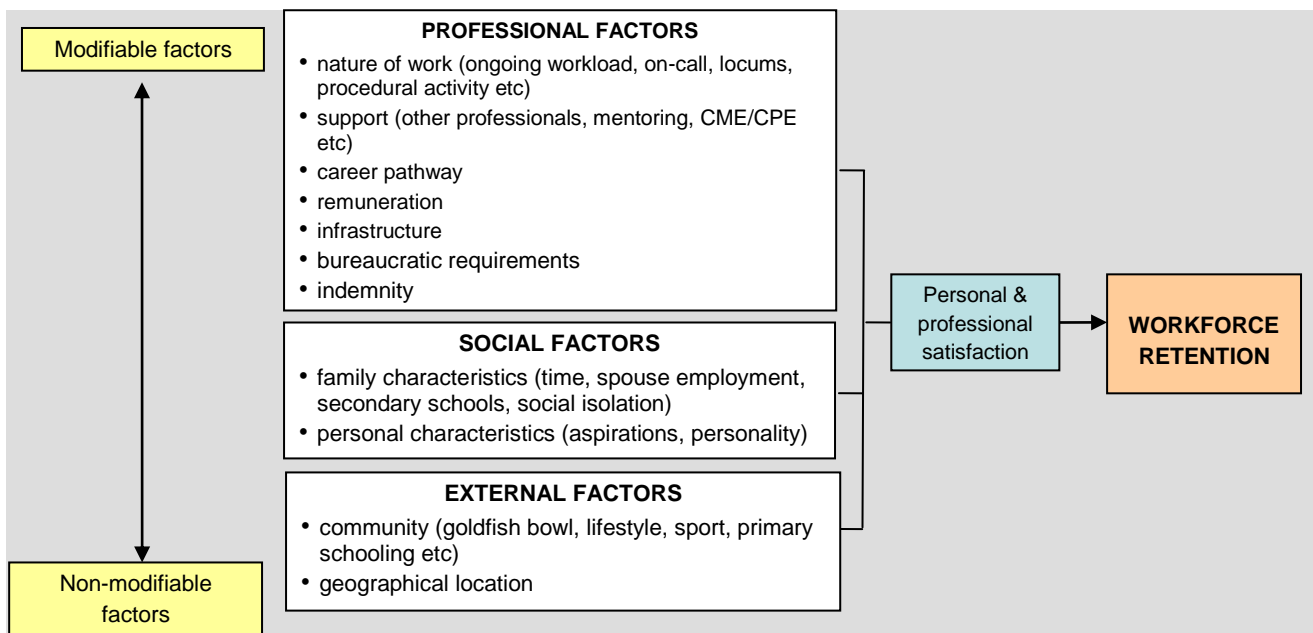 Modifiable factors
PROFESSIONAL FACTORS
• nature of work (ongoing workload, on-call, locums,
procedural activity etc)
• support (other professionals, mentoring, CME/CPE
etc)
• career pathway
• remuneration
• infrastructure
• bureaucratic requirements
• indemnity
SOCIAL FACTORS
• family characteristics (time, spouse employment,
secondary schools, social isolation)
• personal characteristics (aspirations, personality)
EXTERNAL FACTORS
• community (goldfish bowl, lifestyle, sport, primary
schooling etc)
• geographical location
Non-modifiable
factors
Personal &
professional
satisfaction
WORKFORCE
RETENTION